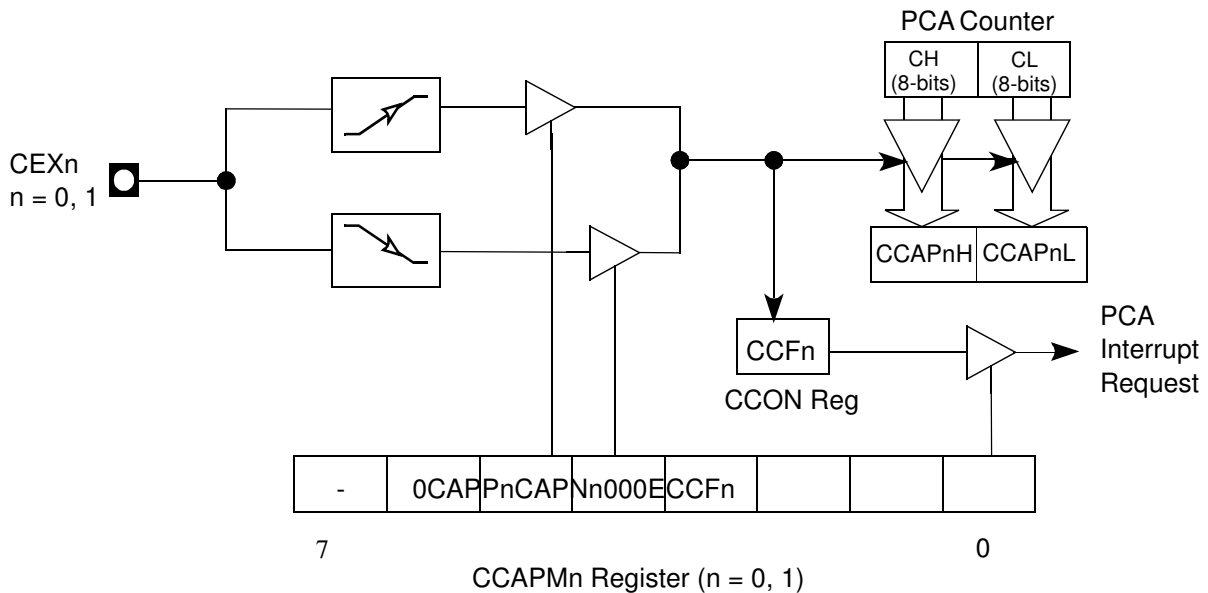 PCA Counter
CH
(8-bits)
CL
(8-bits)
CEXn
n = 0, 1
CCAPnH
CCAPnL
CCFn
CCON Reg
PCA
Interrupt
Request
-
0CAPPnCAPNn000ECCFn
7
0
CCAPMn Register (n = 0, 1)